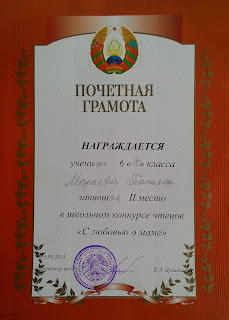 ПОЧЕТНАЯ
ГРАМОТА
НАГРАЖДАЕТСЯ
ученица 6 «К» класса
Маркевич Татьяна
занявшая II место
в школьном конкурсе чтецов
«С любовью о маме»
В.Э.